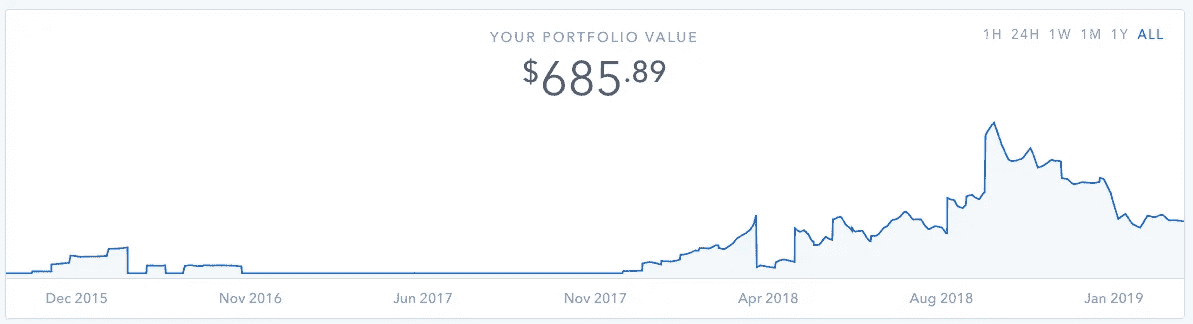 YOUR PORTFOLIO VALUE
$685.89
1H 24H 1W 1M 1Y ALL
Dec 2015 Nov 2016 Jun 2017 Nov 2017 Apr 2018 Aug 2018 Jan 2019